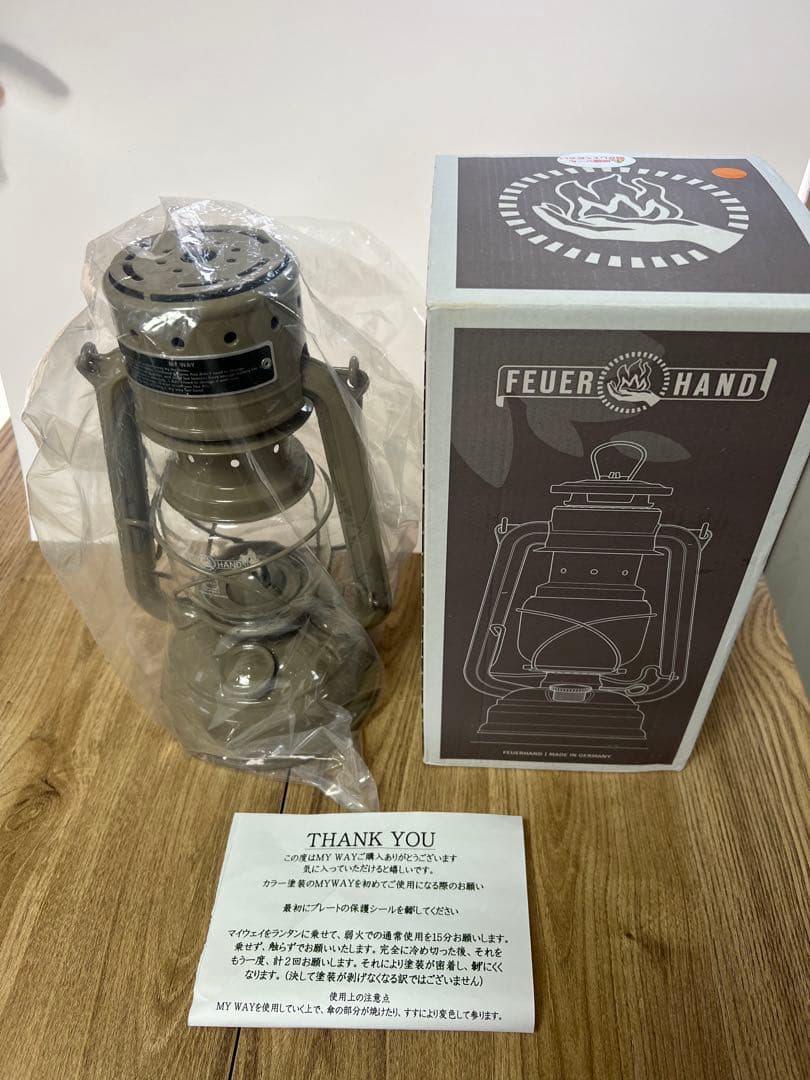 MY WAY
HAND
FEUER HAND
FEUERHAND | MADE IN GERMANY
THANK YOU
この度はMY WAYご購入ありがとうございます
気に入っていただけると嬉しいです。
カラー塗装のMYWAYを初めてご使用になる際のお願い
最初にプレートの保護シールを剥してください
マイウェイをランタンに乗せて、弱火での通常使用を15分お願いします。
乗せず、触らずでお願いいたします。完全に冷め切った後、それを
もう一度、計２回お願いします。それにより塗装が密着し、剥にくく
なります。（決して塗装が剥げなくなる訳ではございません）
使用上の注意点
MY WAYを使用していく上で、傘の部分が焼けたり、すすにより変色して参ります。